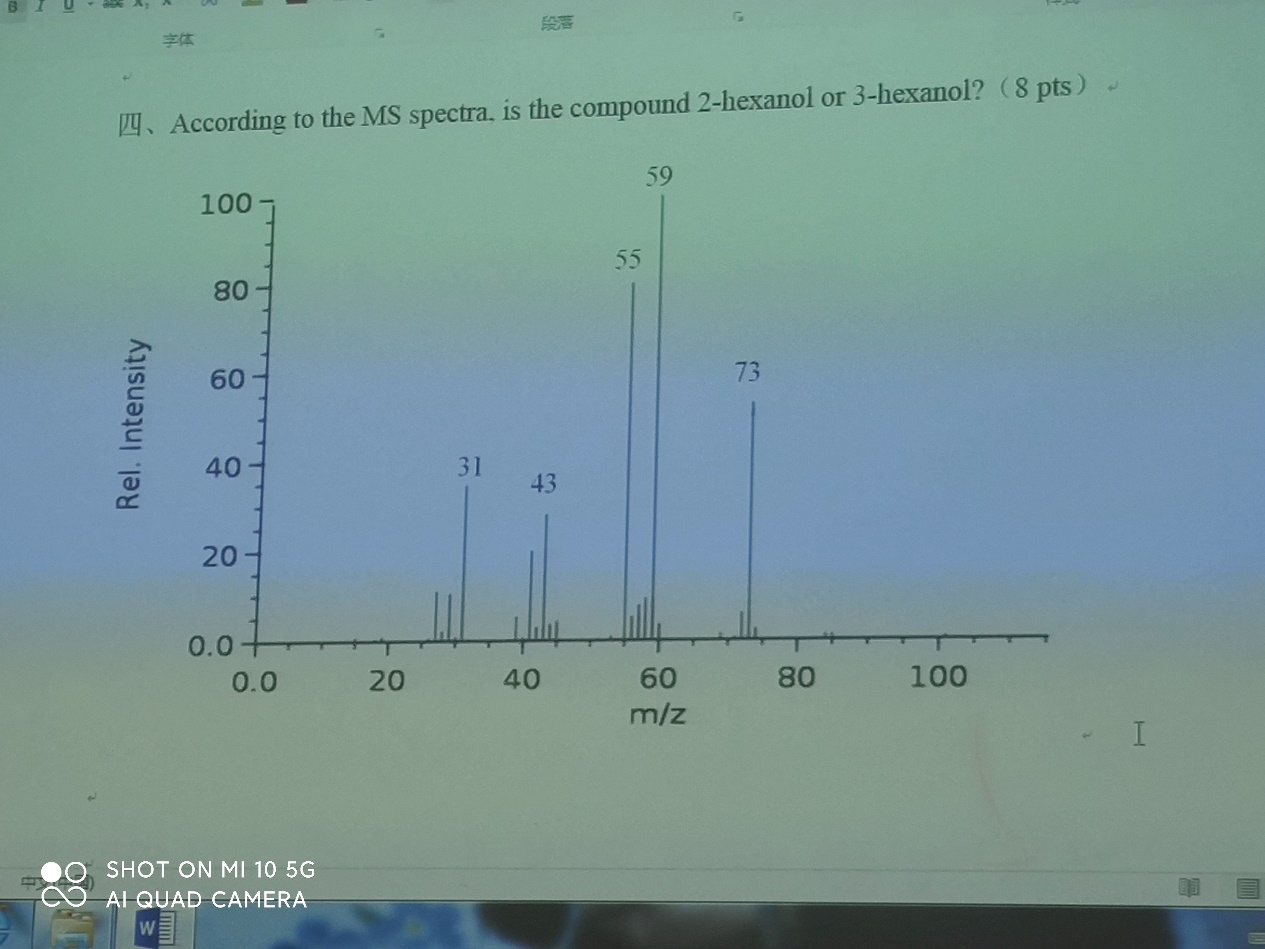 B I U
字体
段落
四、According to the MS spectra, is the compound 2-hexanol or 3-hexanol?（8 pts）
59
100
55
80
73
60
31
43
40
20
0.0
0.0 20 40 60 80 100
Rel. Intensity
m/z
SHOT ON MI 10 5G
AI QUAD CAMERA
W